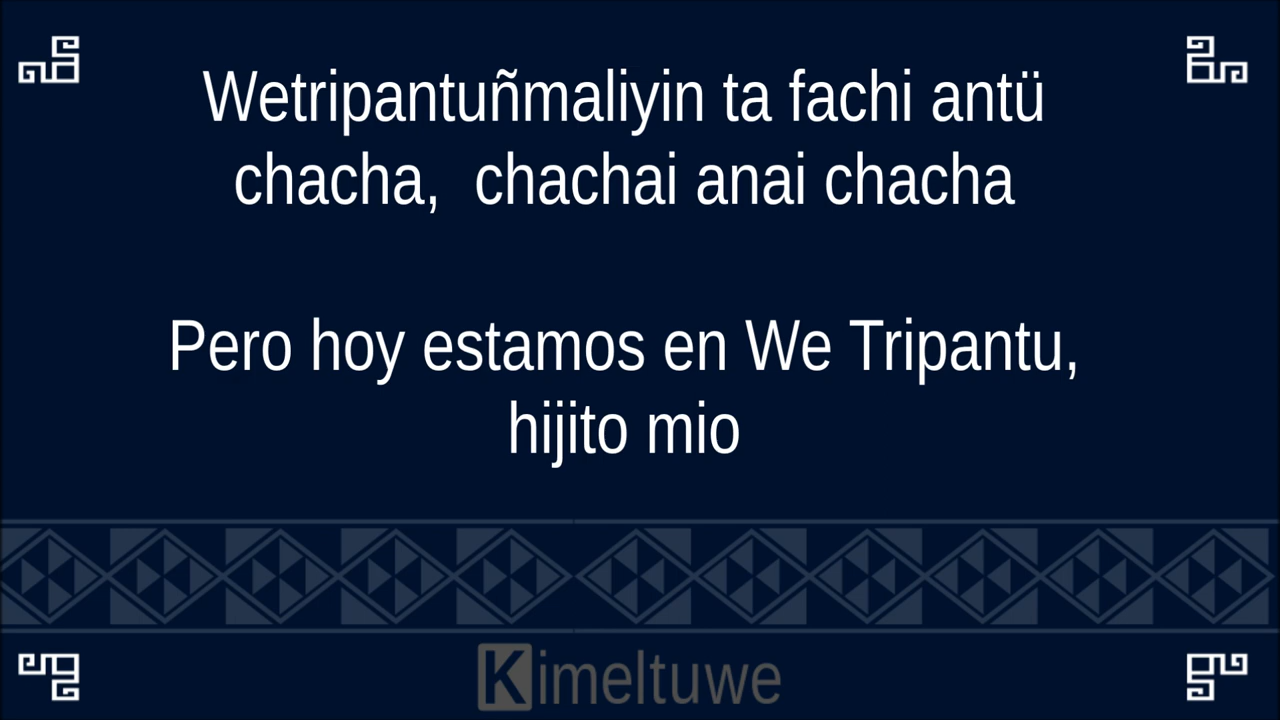 Wetripantuñmaliyin ta fachi antü
chacha,  chachai anai chacha
Pero hoy estamos en We Tripantu,
hijito mio
Kimeltuwe